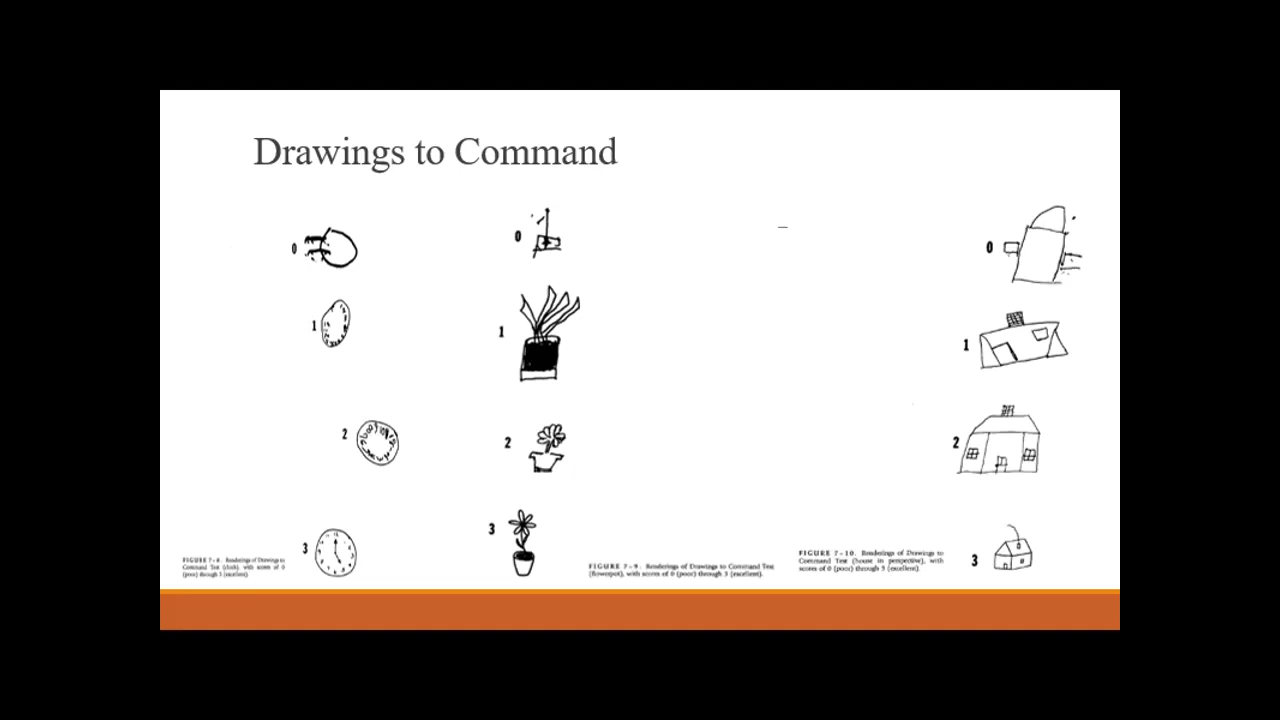 Drawings to Command
0
1
2
3
FIGURE 7-8. Renderings of Drawings to
Command Test (clock), with scores of 0
(poor) through 3 (excellent).
0
1
2
3
FIGURE 7-9. Renderings of Drawings to Command Test
(flowerpot), with scores of 0 (poor) through 3 (excellent).
0
1
2
3
FIGURE 7-10. Renderings of Drawings to
Command Test (house in perspective), with
scores of 0 (poor) through 3 (excellent).